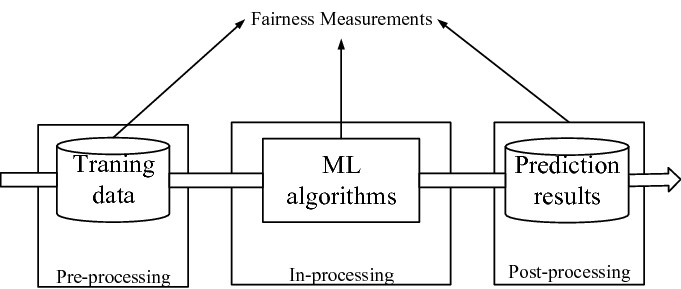 Fairness Measurements
Traning
data
ML
algorithms
Prediction
results
Pre-processing
In-processing
Post-processing